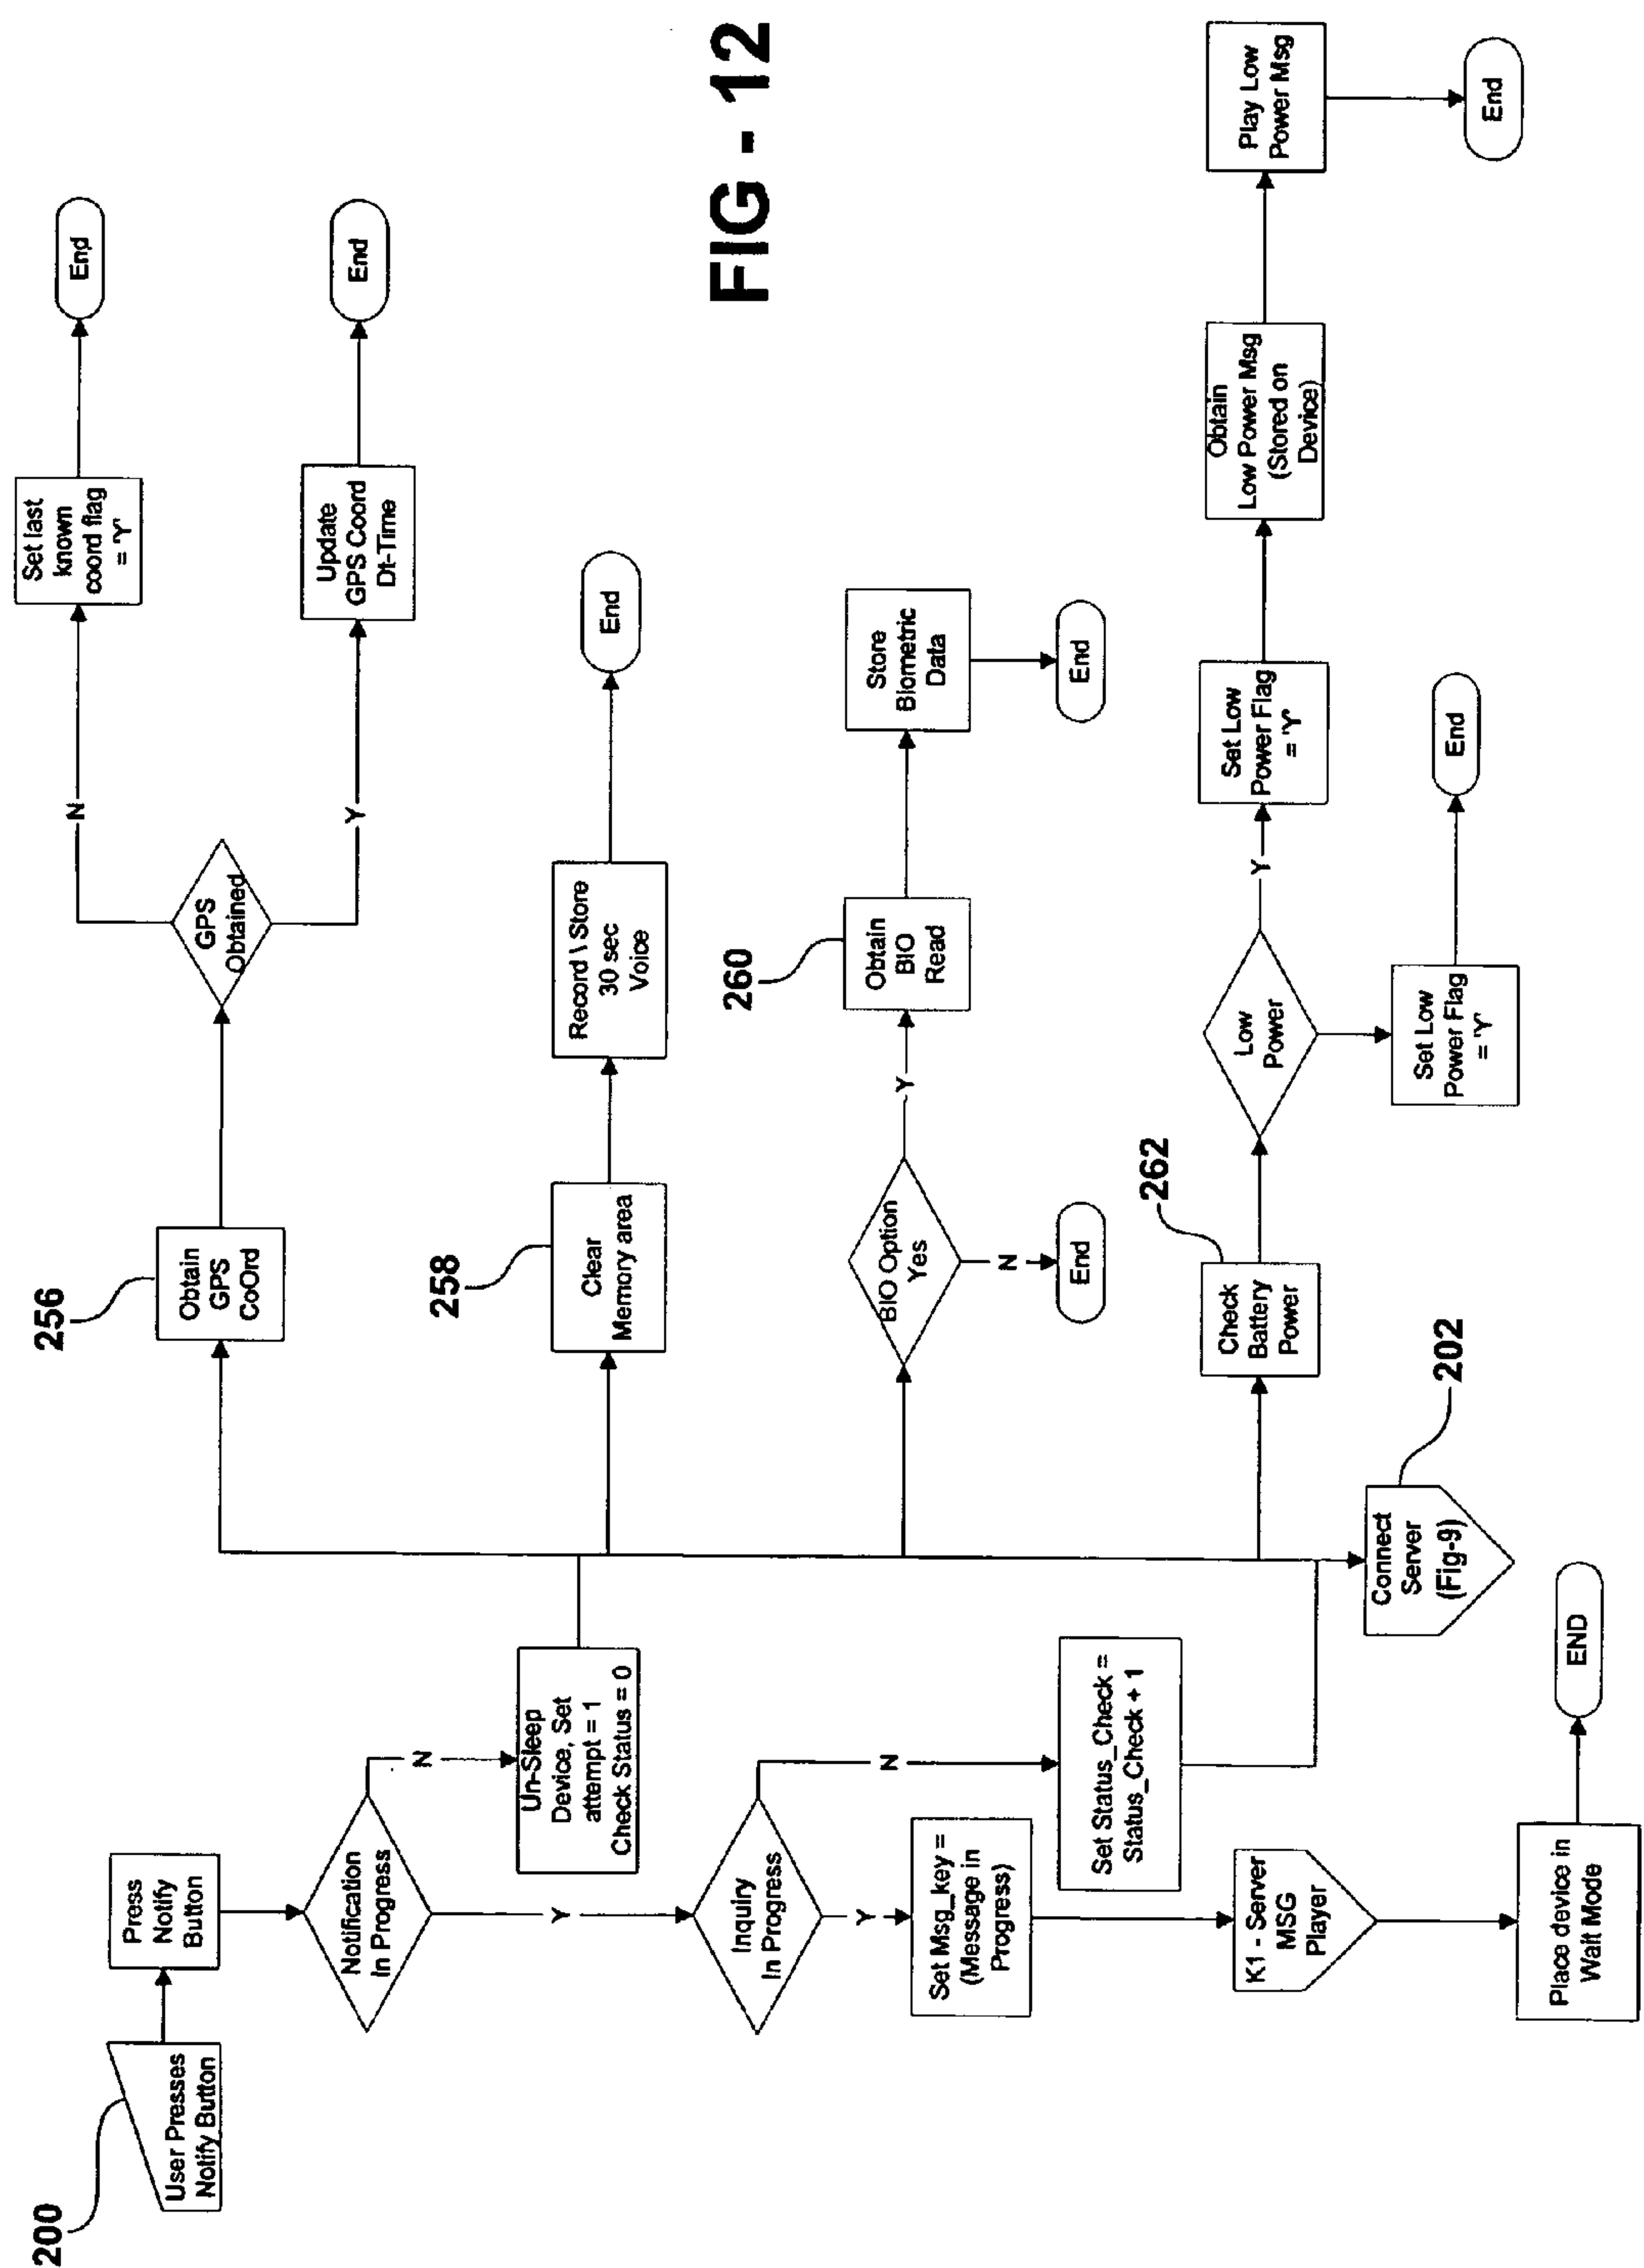 FIG - 12
200
User Presses
Notify Button
Press
Notify
Button
Notification
In Progress
N
Y
Un-Sleep
Device, Set
attempt = 1
Check Status = 0
Inquiry
In Progress
N
Y
Set Status_Check =
Status_Check + 1
Set Msg_key =
(Message in
Progress)
K1 - Server
MSG
Player
Place device in
Wait Mode
END
256
Obtain
GPS
CoOrd
GPS
Obtained
N
Set last
known
coord flag
= 'Y'
End
Y
Update
GPS Coord
Dt-Time
End
258
Clear
Memory area
Record \ Store
30 sec
Voice
End
BIO Option
Yes
N
End
Y
260
Obtain
BIO
Read
Store
Biometric
Data
End
262
Check
Battery
Power
Low
Power
Y
Set Low
Power Flag
= 'Y'
Obtain
Low Power Msg
(Stored on
Device)
Play Low
Power Msg
End
Set Low
Power Flag
= 'Y'
End
202
Connect
Server
(Fig-9)